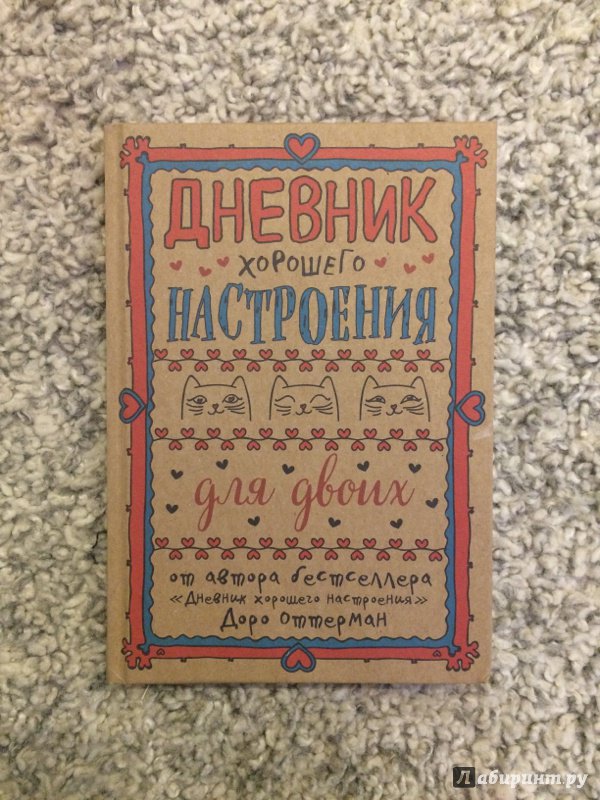 ДНЕВНИК
ХОРОШЕГО
НАСТРОЕНИЯ
для двоих
от автора бестселлера
«Дневник хорошего настроения»
Доро Оттерман
Лабиринт.ру